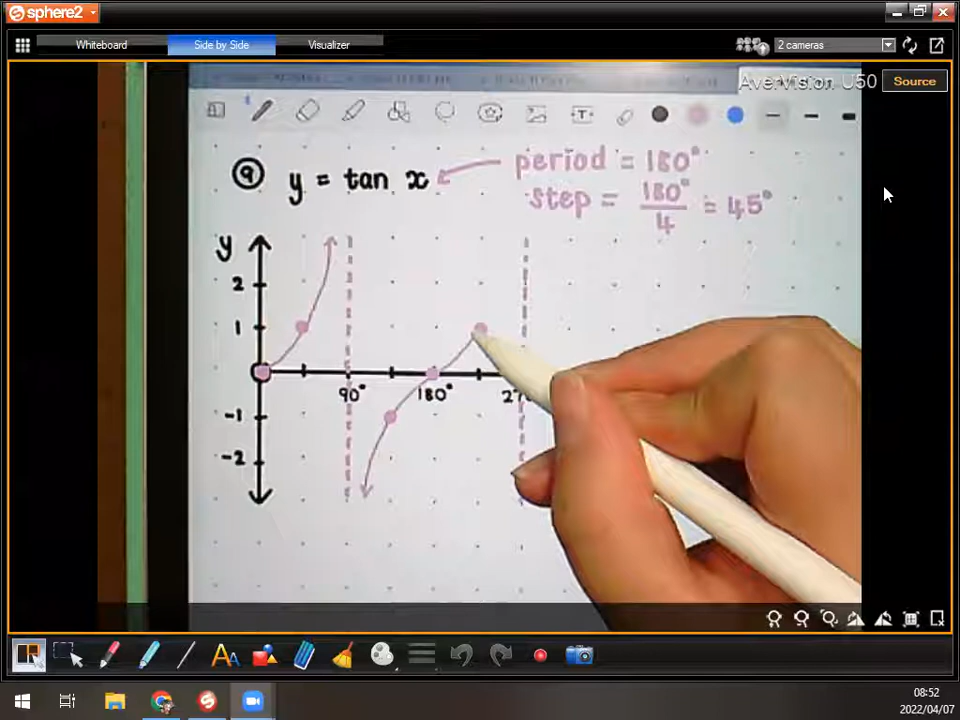 sphere2
Whiteboard
Side by Side
Visualizer
2 cameras
AverVision U50
Source
T
9 y = tan x
period = 180°
step = 180° / 4 = 45°
y
2
1
-1
-2
90°
180°
08:52
2022/04/07